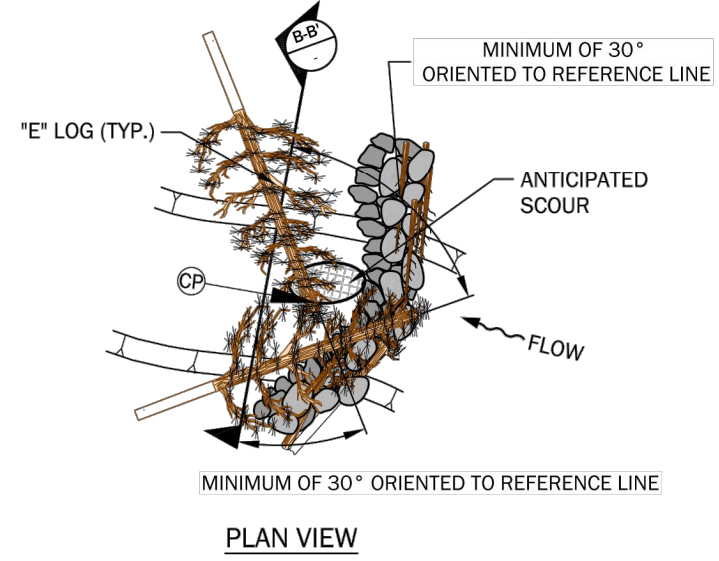 B-B'
-
MINIMUM OF 30°
ORIENTED TO REFERENCE LINE
"E" LOG (TYP.)
ANTICIPATED
SCOUR
CP
FLOW
MINIMUM OF 30° ORIENTED TO REFERENCE LINE
PLAN VIEW